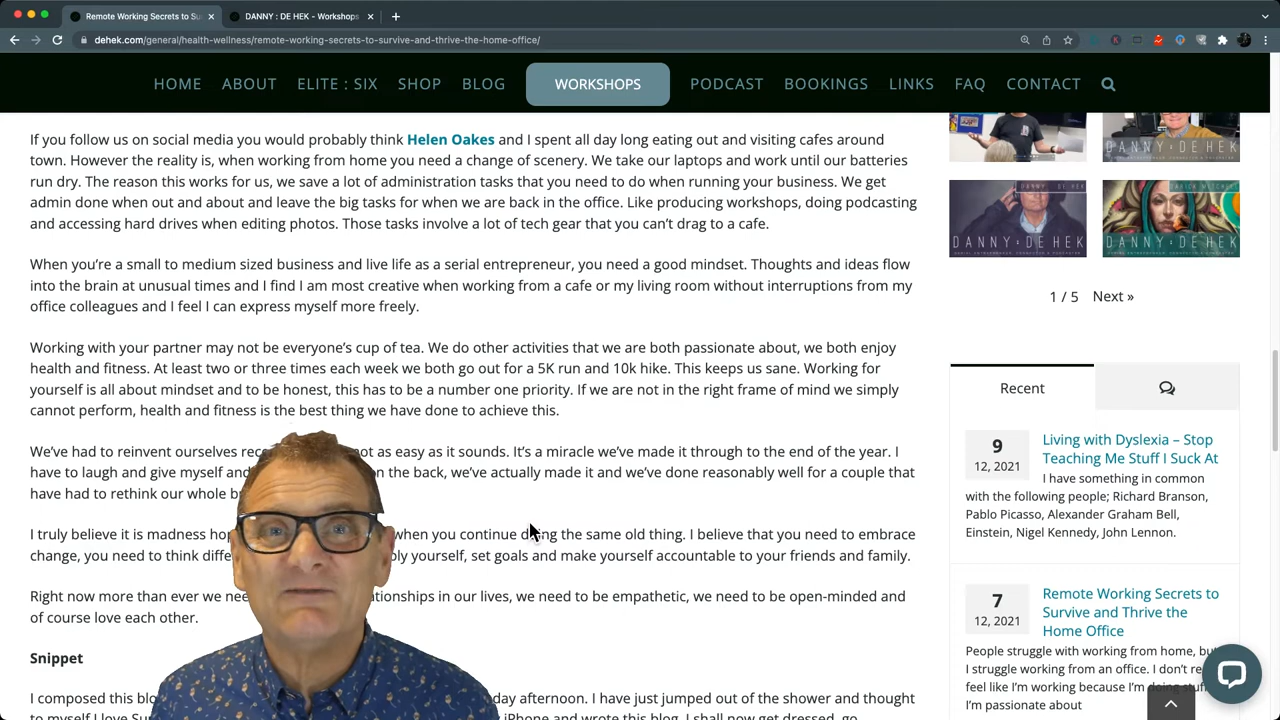 Remote Working Secrets to Su
DANNY : DE HEK - Workshops
dehek.com/general/health-wellness/remote-working-secrets-to-survive-and-thrive-the-home-office/
HOME ABOUT ELITE : SIX SHOP BLOG WORKSHOPS PODCAST BOOKINGS LINKS FAQ CONTACT
If you follow us on social media you would probably think Helen Oakes and I spent all day long eating out and visiting cafes around
town. However the reality is, when working from home you need a change of scenery. We take our laptops and work until our batteries
run dry. The reason this works for us, we save a lot of administration tasks that you need to do when running your business. We get
admin done when out and about and leave the big tasks for when we are back in the office. Like producing workshops, doing podcasting
and accessing hard drives when editing photos. Those tasks involve a lot of tech gear that you can't drag to a cafe.
When you're a small to medium sized business and live life as a serial entrepreneur, you need a good mindset. Thoughts and ideas flow
into the brain at unusual times and I find I am most creative when working from a cafe or my living room without interruptions from my
office colleagues and I feel I can express myself more freely.
Working with your partner may not be everyone's cup of tea. We do other activities that we are both passionate about, we both enjoy
health and fitness. At least two or three times each week we both go out for a 5K run and 10k hike. This keeps us sane. Working for
yourself is all about mindset and to be honest, this has to be a number one priority. If we are not in the right frame of mind we simply
cannot perform, health and fitness is the best thing we have done to achieve this.
We've had to reinvent ourselves not as easy as it sounds. It's a miracle we've made it through to the end of the year. I
have to laugh and give myself and on the back, we've actually made it and we've done reasonably well for a couple that
have had to rethink our whole
I truly believe it is madness when you continue doing the same old thing. I believe that you need to embrace
change, you need to think yourself, set goals and make yourself accountable to your friends and family.
Right now more than ever we in our lives, we need to be empathetic, we need to be open-minded and
of course love each other.
Snippet
I composed this afternoon. I have just jumped out of the shower and thought
to myself I love iPhone and wrote this blog. I shall now get dressed, go
DANNY : DE HEK
DANNY : DE HEK
DANNY : DE HEK
1 / 5 Next »
Recent
9
12, 2021
Living with Dyslexia – Stop
Teaching Me Stuff I Suck At
I have something in common
with the following people; Richard Branson,
Pablo Picasso, Alexander Graham Bell,
Einstein, Nigel Kennedy, John Lennon.
7
12, 2021
Remote Working Secrets to
Survive and Thrive the
Home Office
People struggle with working from home, but
I struggle working from an office. I don't
feel like I'm working because I'm doing
I'm passionate about